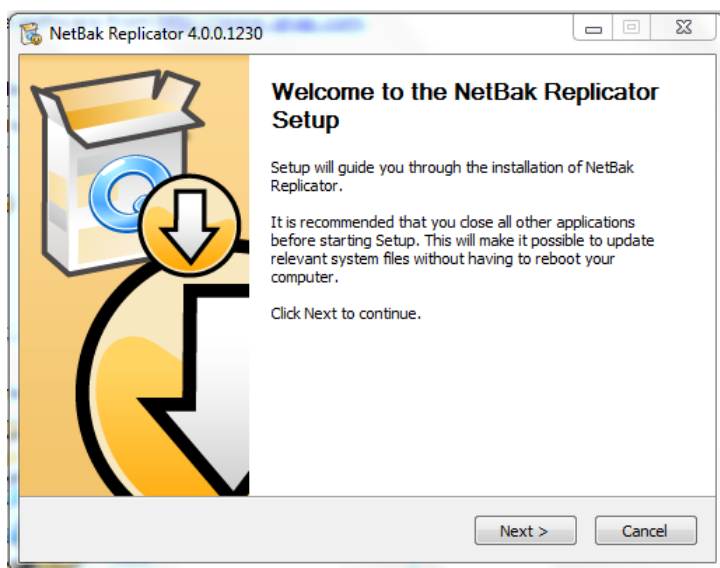 NetBak Replicator 4.0.0.1230
Welcome to the NetBak Replicator
Setup
Setup will guide you through the installation of NetBak
Replicator.
It is recommended that you close all other applications
before starting Setup. This will make it possible to update
relevant system files without having to reboot your
computer.
Click Next to continue.
Next >
Cancel